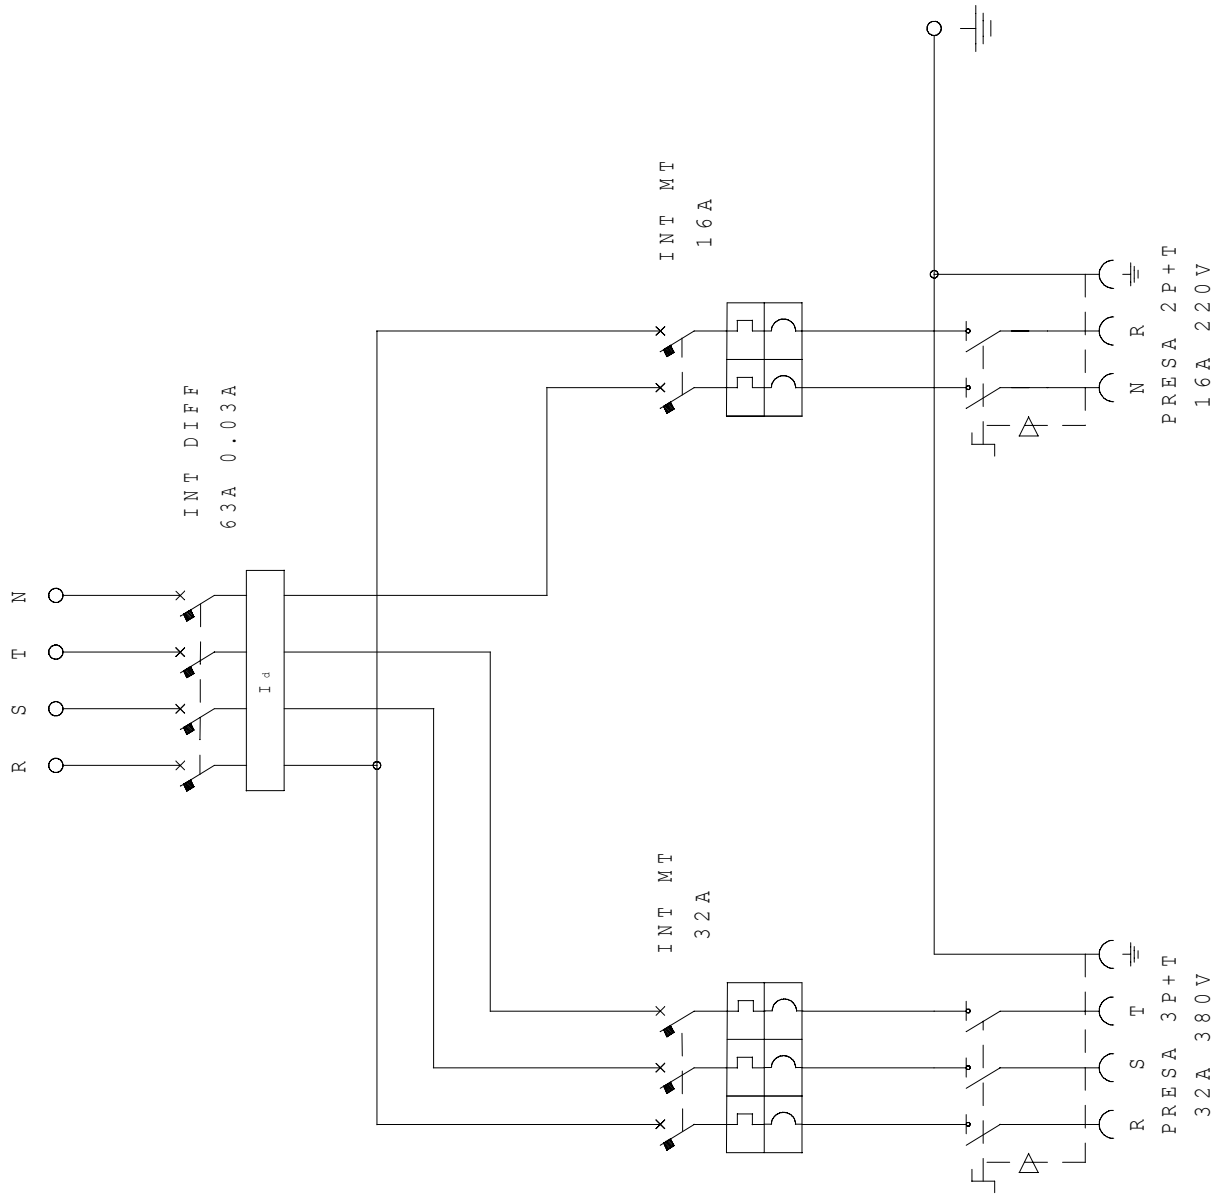 R
S
T
N
INT DIFF
63A 0.03A
I d
INT MT
32A
INT MT
16A
R
S
T
PRESA 3P+T
32A 380V
N
R
PRESA 2P+T
16A 220V